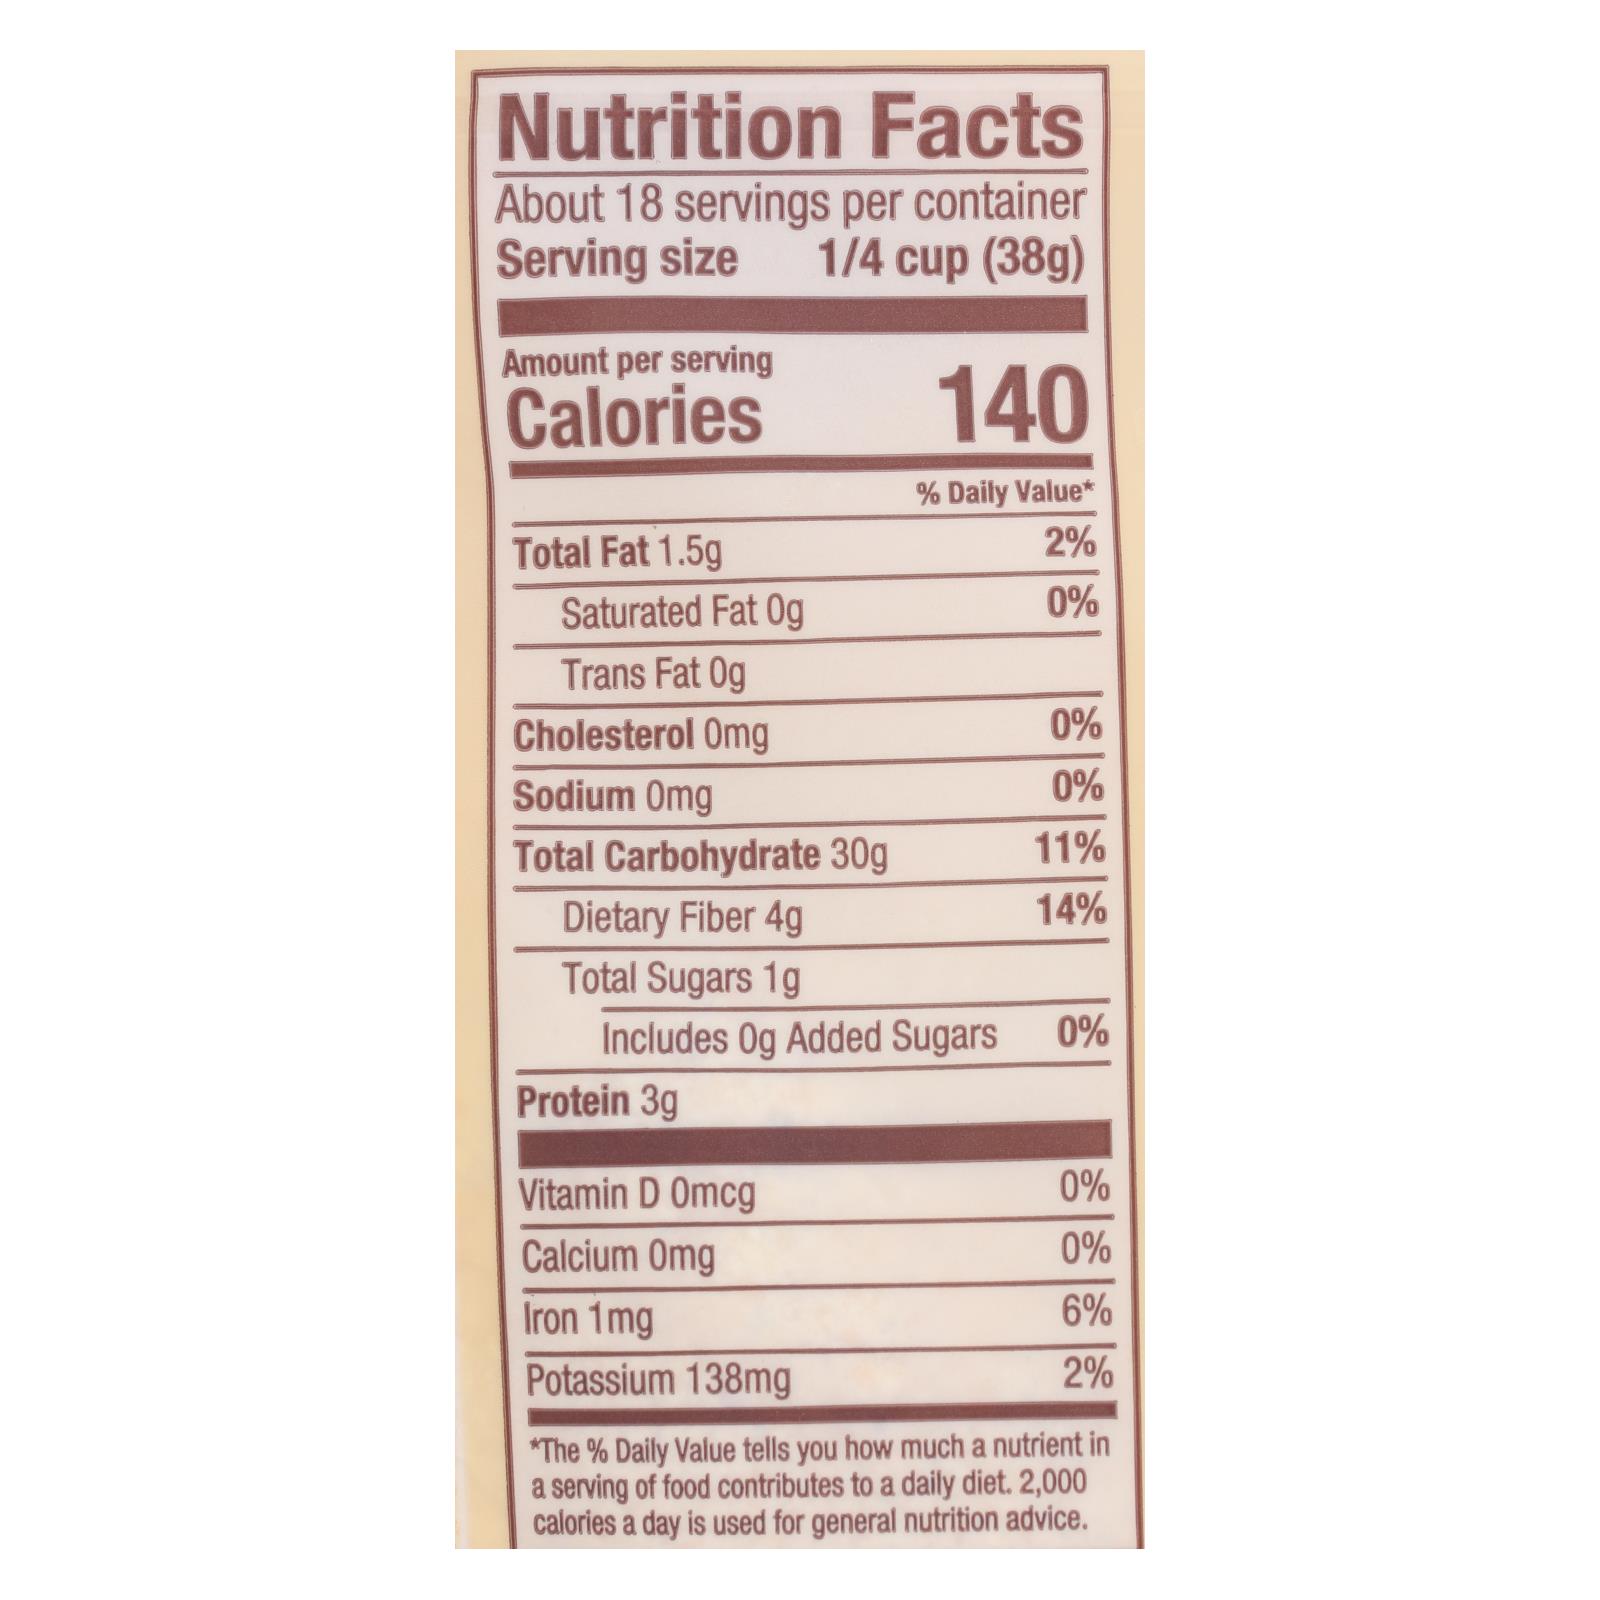 Nutrition Facts
About 18 servings per container
Serving size 1/4 cup (38g)
Amount per serving
Calories 140
% Daily Value*
Total Fat 1.5g 2%
Saturated Fat 0g 0%
Trans Fat 0g
Cholesterol 0mg 0%
Sodium 0mg 0%
Total Carbohydrate 30g 11%
Dietary Fiber 4g 14%
Total Sugars 1g
Includes 0g Added Sugars 0%
Protein 3g
Vitamin D 0mcg 0%
Calcium 0mg 0%
Iron 1mg 6%
Potassium 138mg 2%
*The % Daily Value tells you how much a nutrient in
a serving of food contributes to a daily diet. 2,000
calories a day is used for general nutrition advice.